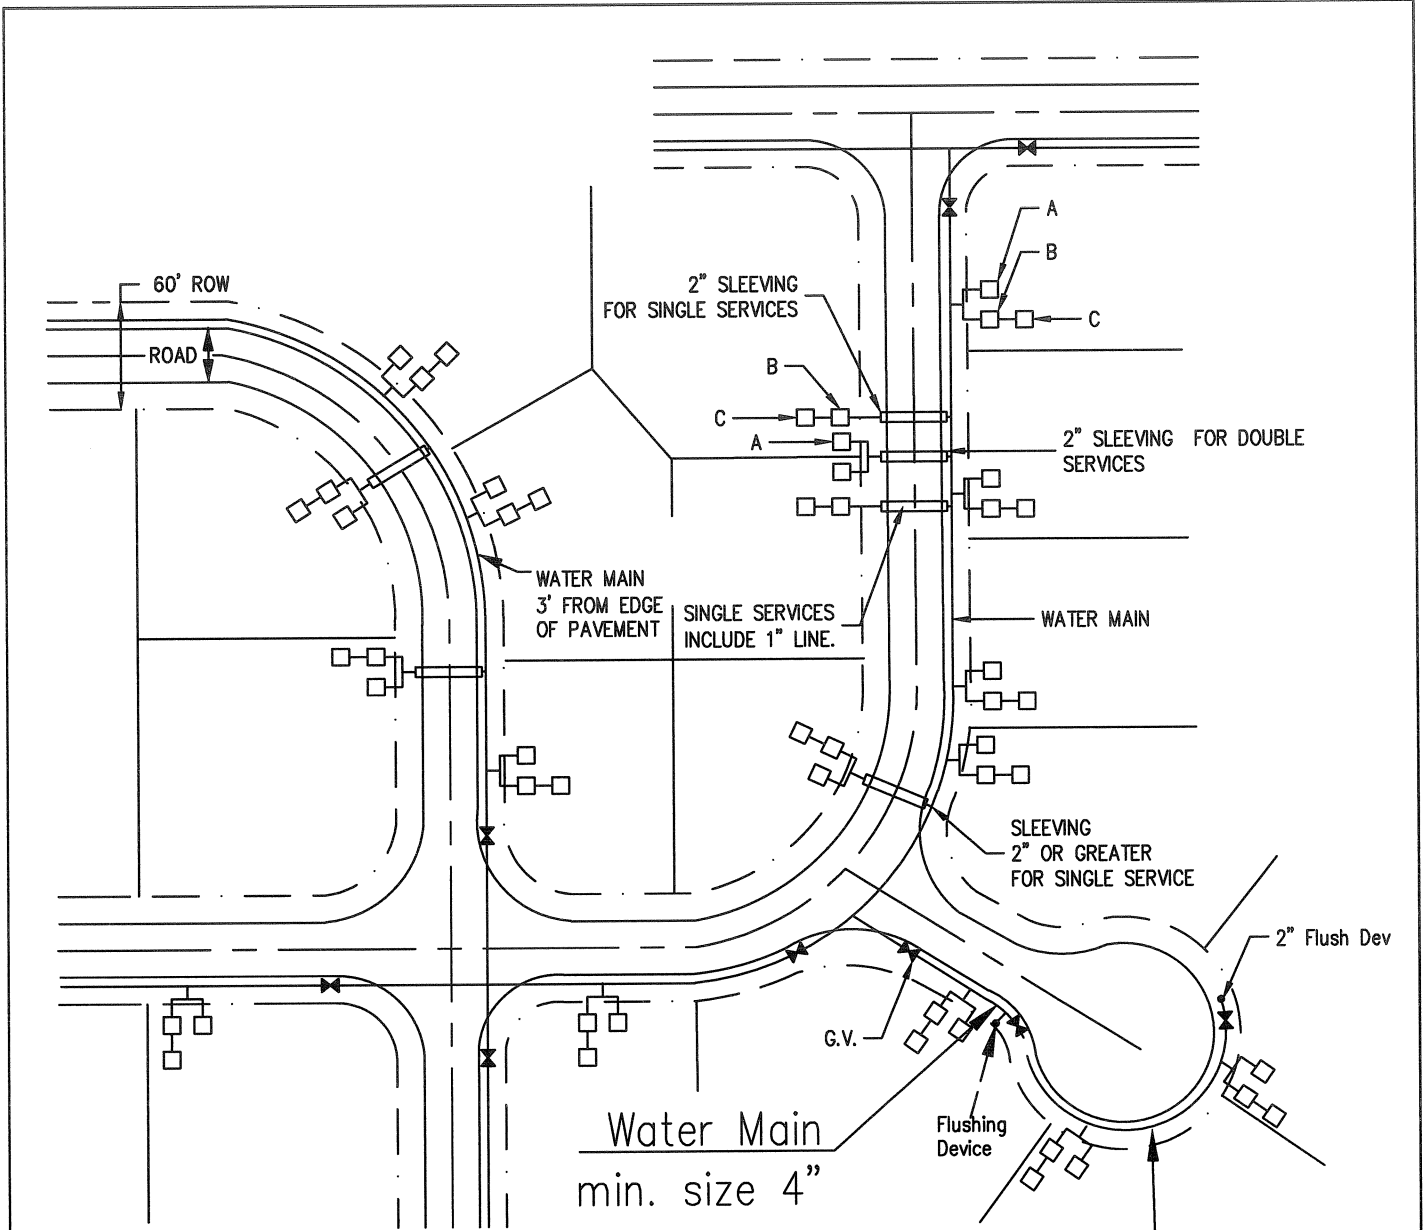 A
B
C
60' ROW
ROAD
2" SLEEVING
FOR SINGLE SERVICES
B
C
A
2" SLEEVING FOR DOUBLE
SERVICES
WATER MAIN
3' FROM EDGE
OF PAVEMENT
SINGLE SERVICES
INCLUDE 1" LINE.
WATER MAIN
SLEEVING
2" OR GREATER
FOR SINGLE SERVICE
2" Flush Dev
G.V.
Flushing
Device
Water Main
min. size 4"